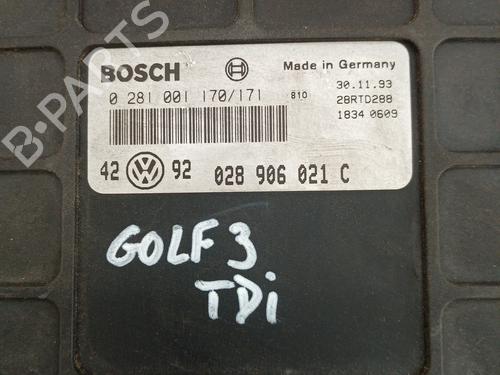 BOSCH
Made in Germany
0 281 001 170/171 810
30.11.93
28RTD288
1834 0609
42 VW 92 028 906 021 C
GOLF 3
TDi
B-PARTS